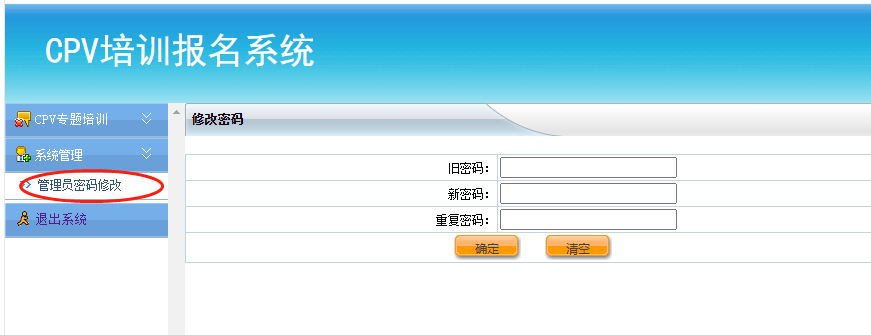 CPV培训报名系统
CPV专题培训
系统管理
管理员密码修改
退出系统
修改密码
旧密码：
新密码：
重复密码：
确定 清空